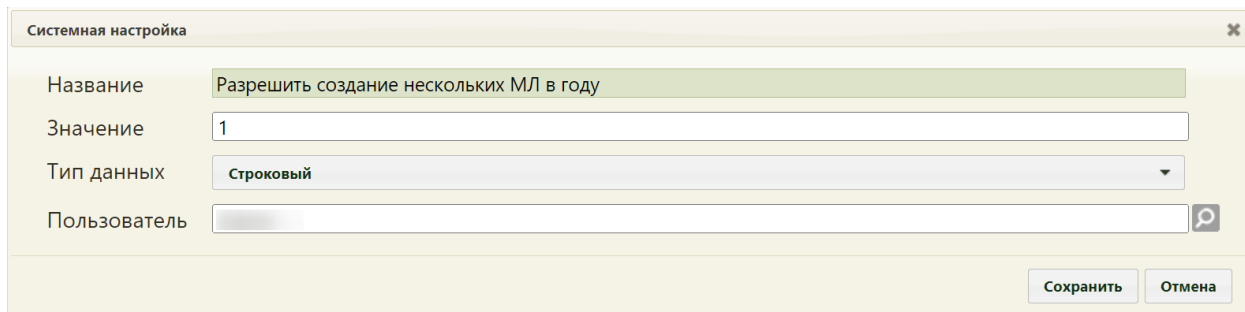 Системная настройка
Название Разрешить создание нескольких МЛ в году
Значение 1
Тип данных Строковый
Пользователь
Сохранить Отмена